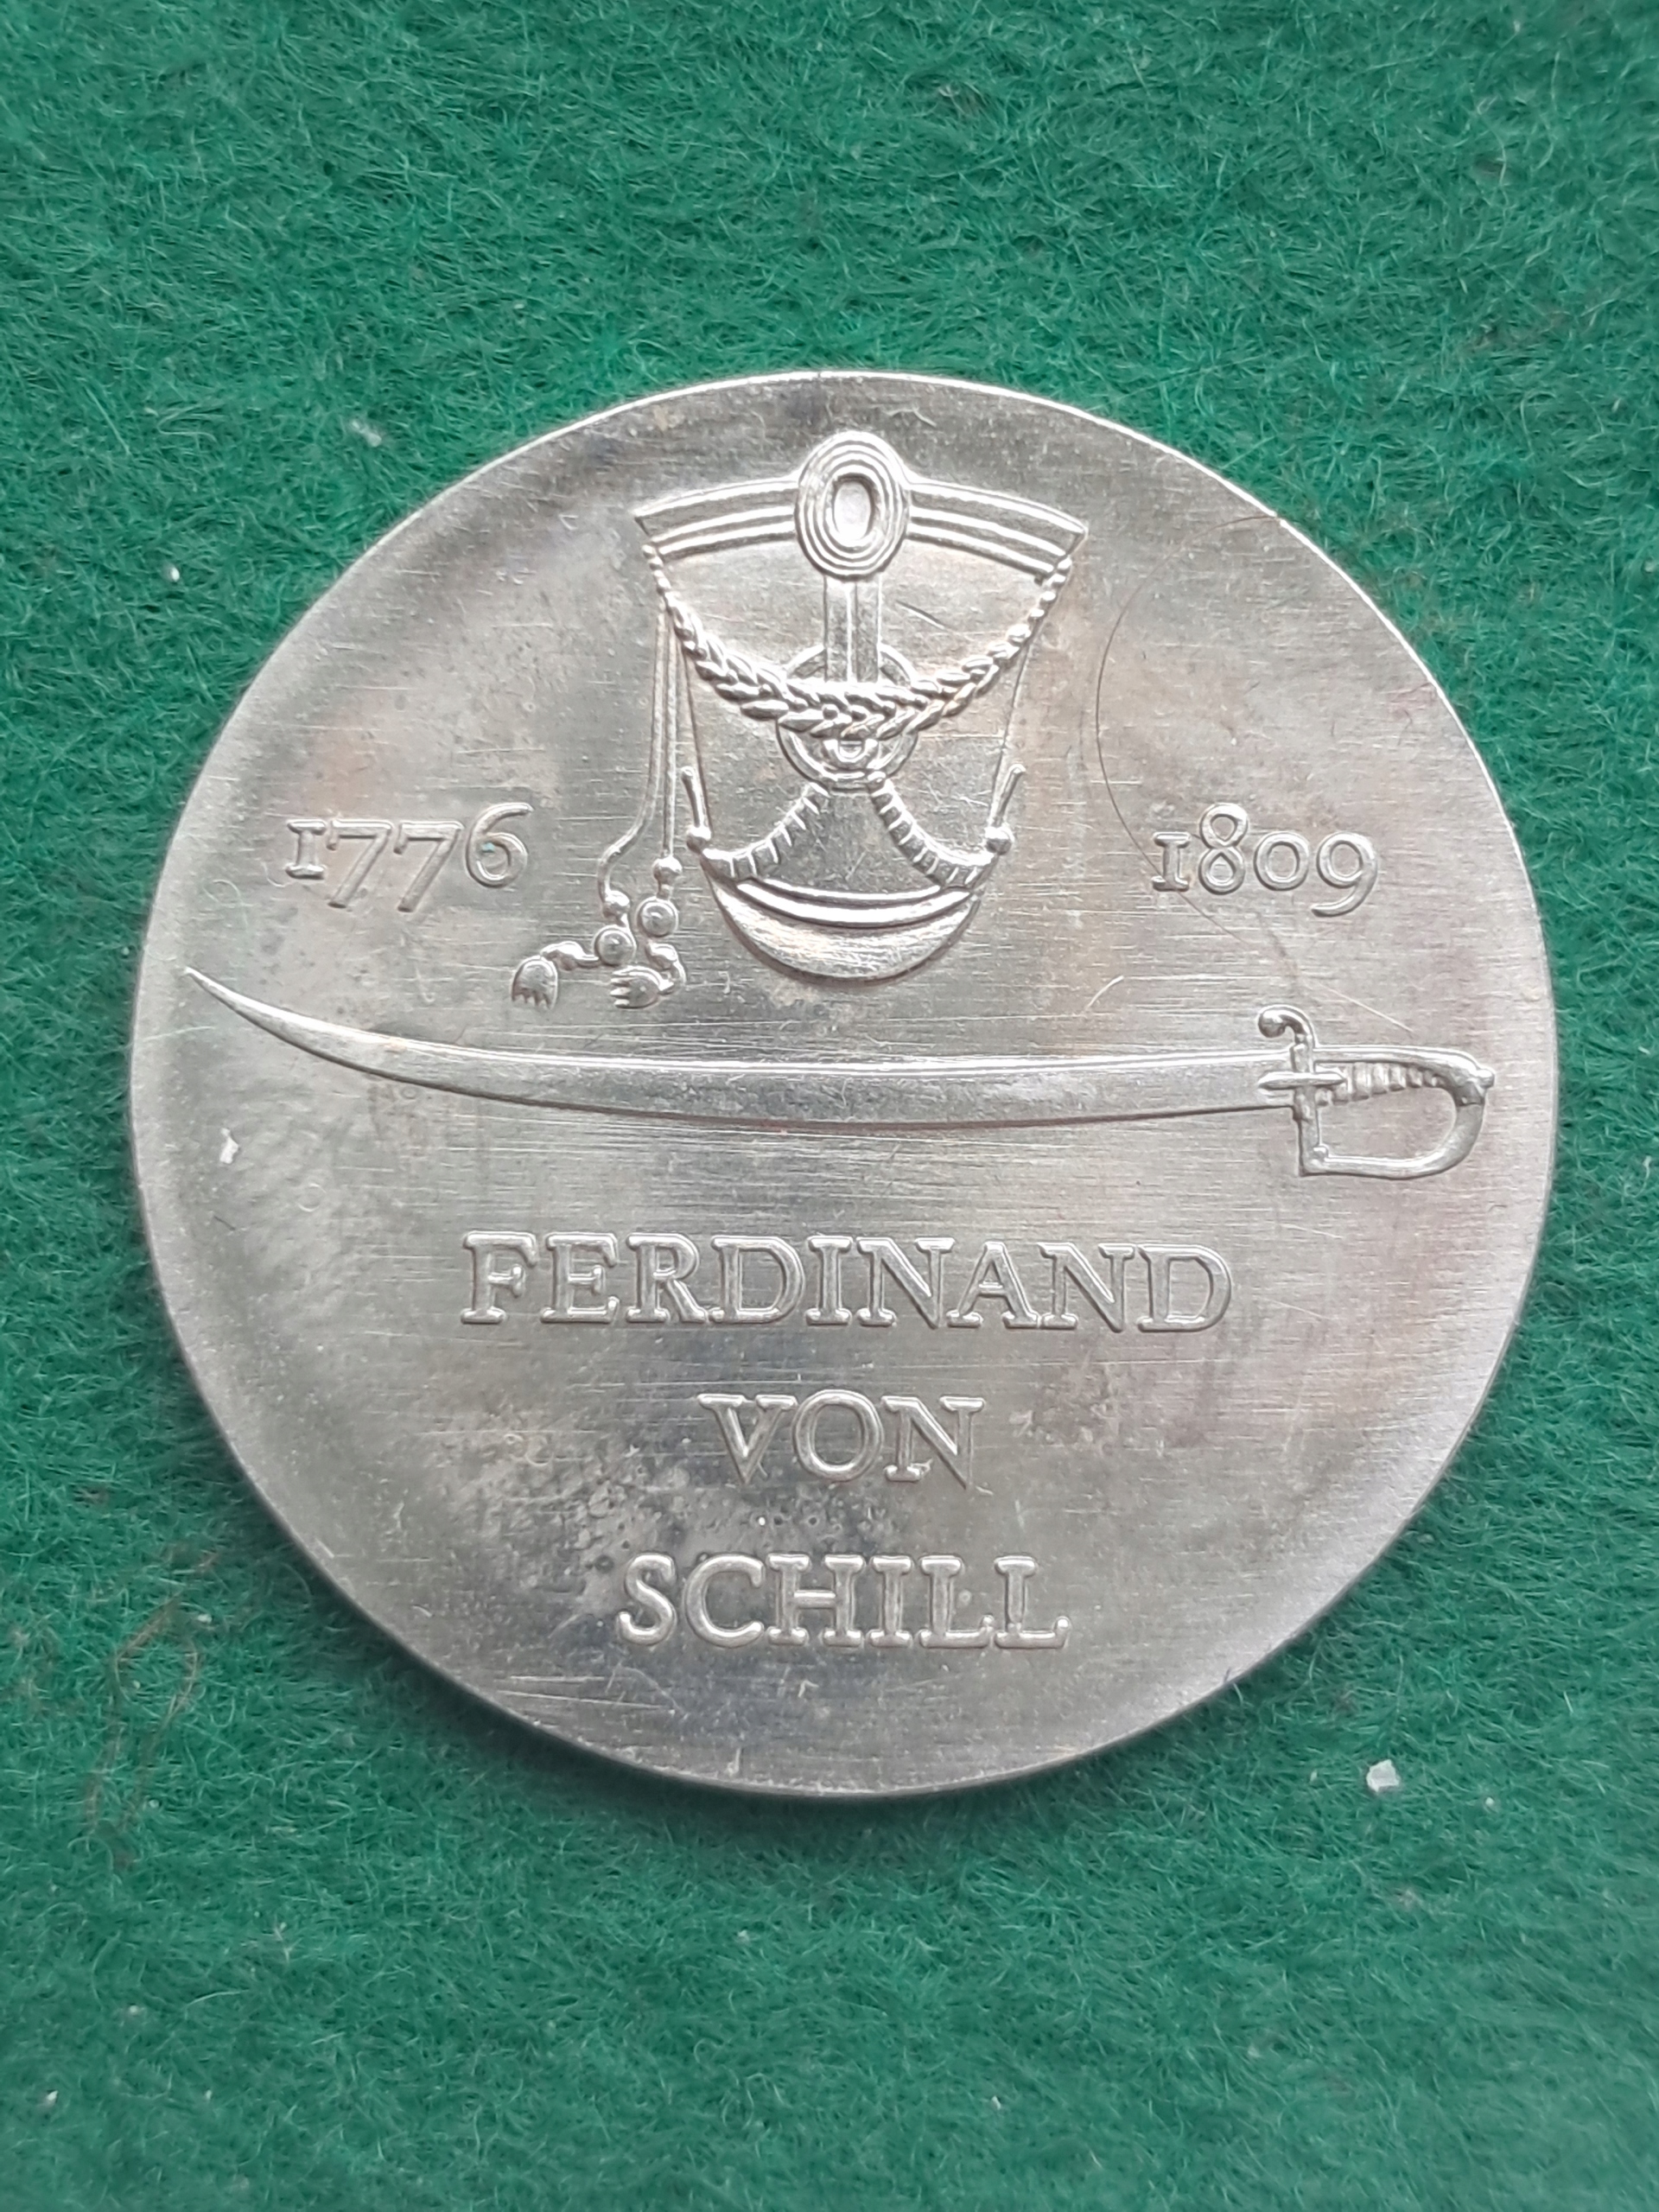 1776 1809
FERDINAND
VON
SCHILL